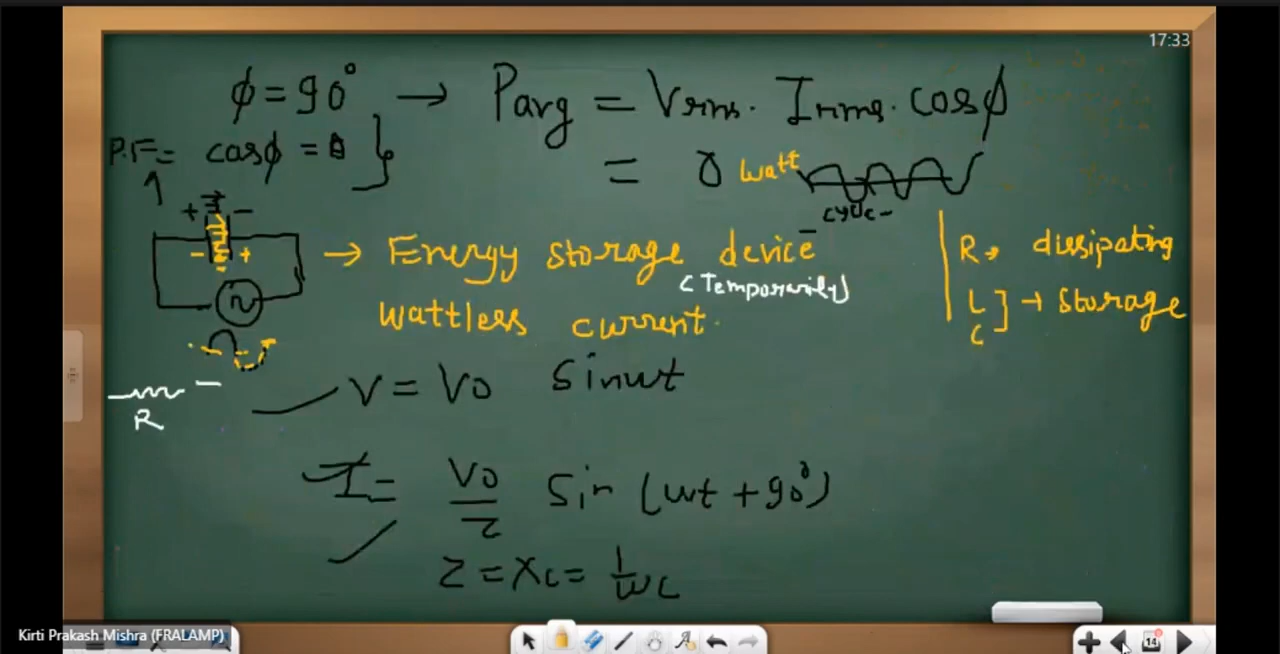 17:33
ϕ = 90° → Pavg = Vrms. Irms. cosϕ
P.F = cosϕ = 0 }
= 0 watt
cycle
+ -
- +
→ Energy storage device
(Temporarily)
wattless current.
R → dissipating
L
C ] → storage
R
V = V0 sinωt
I = V0/Z sin (ωt + 90°)
Z = XC = 1/ωC
Kirti Prakash Mishra (FRALAMP)
14